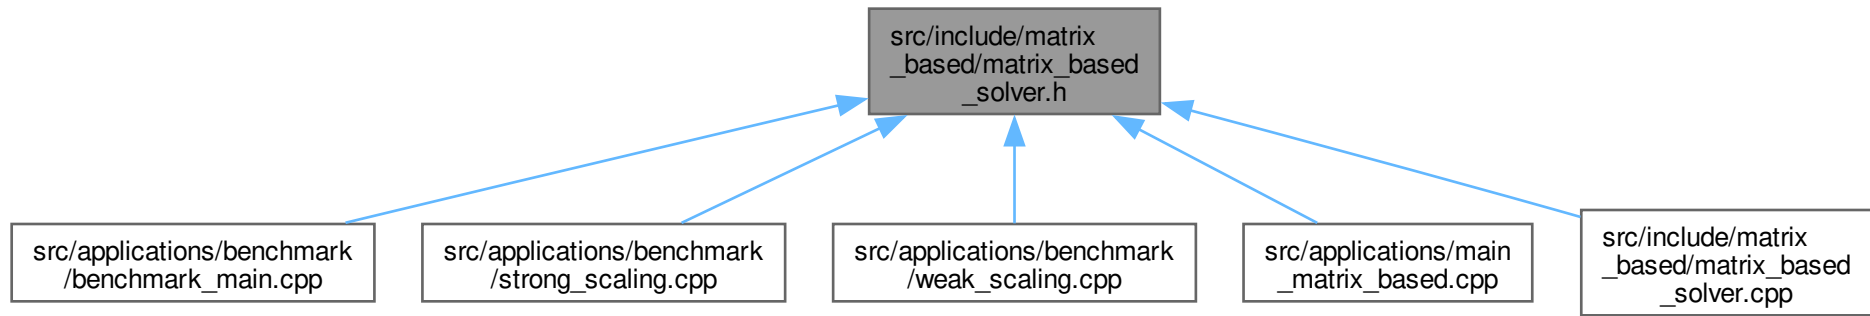 src/include/matrix
_based/matrix_based
_solver.h
src/applications/benchmark
/benchmark_main.cpp
src/applications/benchmark
/strong_scaling.cpp
src/applications/benchmark
/weak_scaling.cpp
src/applications/main
_matrix_based.cpp
src/include/matrix
_based/matrix_based
_solver.cpp